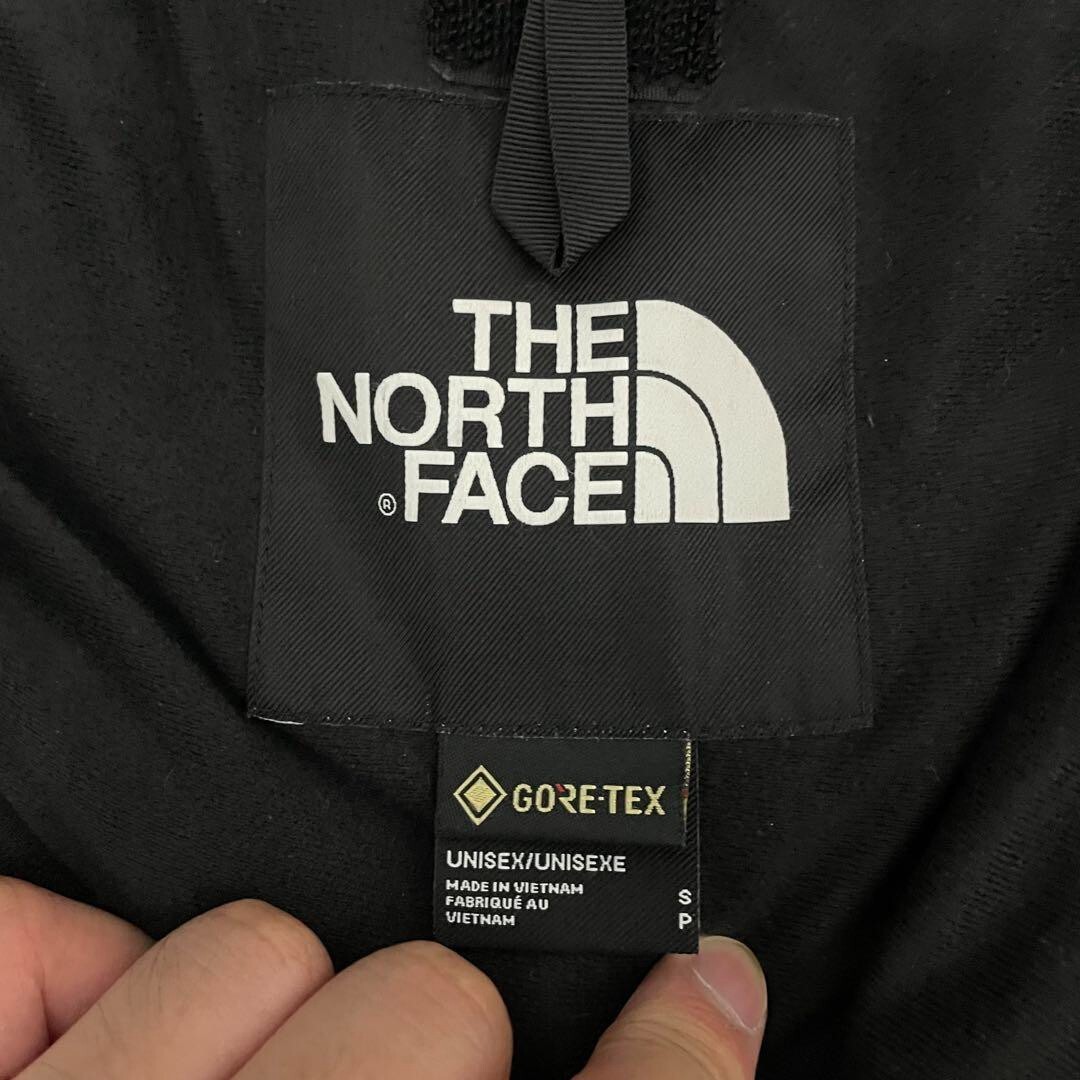 THE
NORTH
® FACE
GORE-TEX
UNISEX/UNISEXE
MADE IN VIETNAM
FABRIQUÉ AU
VIETNAM
S
P